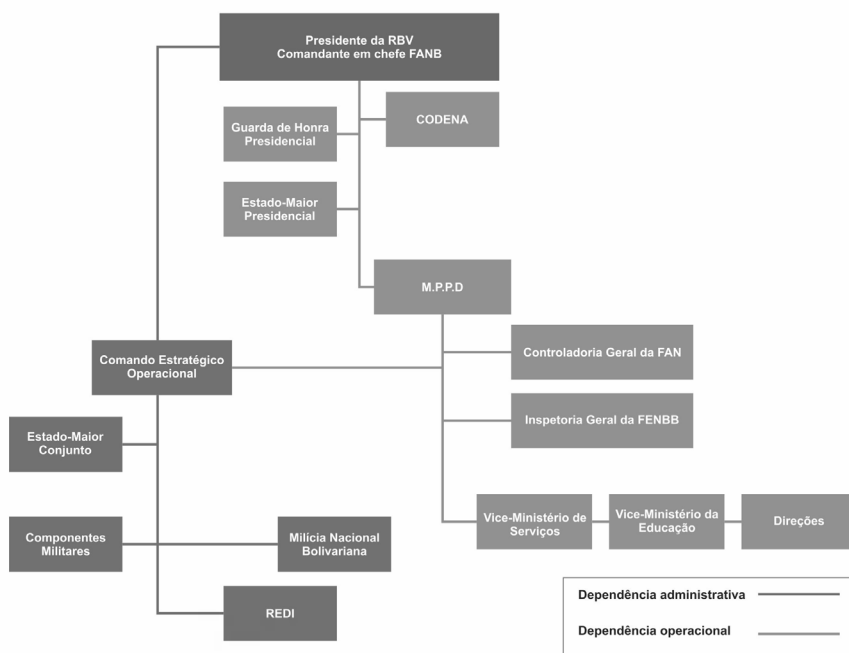 Presidente da RBV
Comandante em chefe FANB
CODENA
Guarda de Honra
Presidencial
Estado-Maior
Presidencial
M.P.P.D
Controladoria Geral da FAN
Comando Estratégico
Operacional
Inspetoria Geral da FENBB
Estado-Maior
Conjunto
Vice-Ministério de
Serviços
Vice-Ministério da
Educação
Direções
Componentes
Militares
Milícia Nacional
Bolivariana
REDI
Dependência administrativa
Dependência operacional